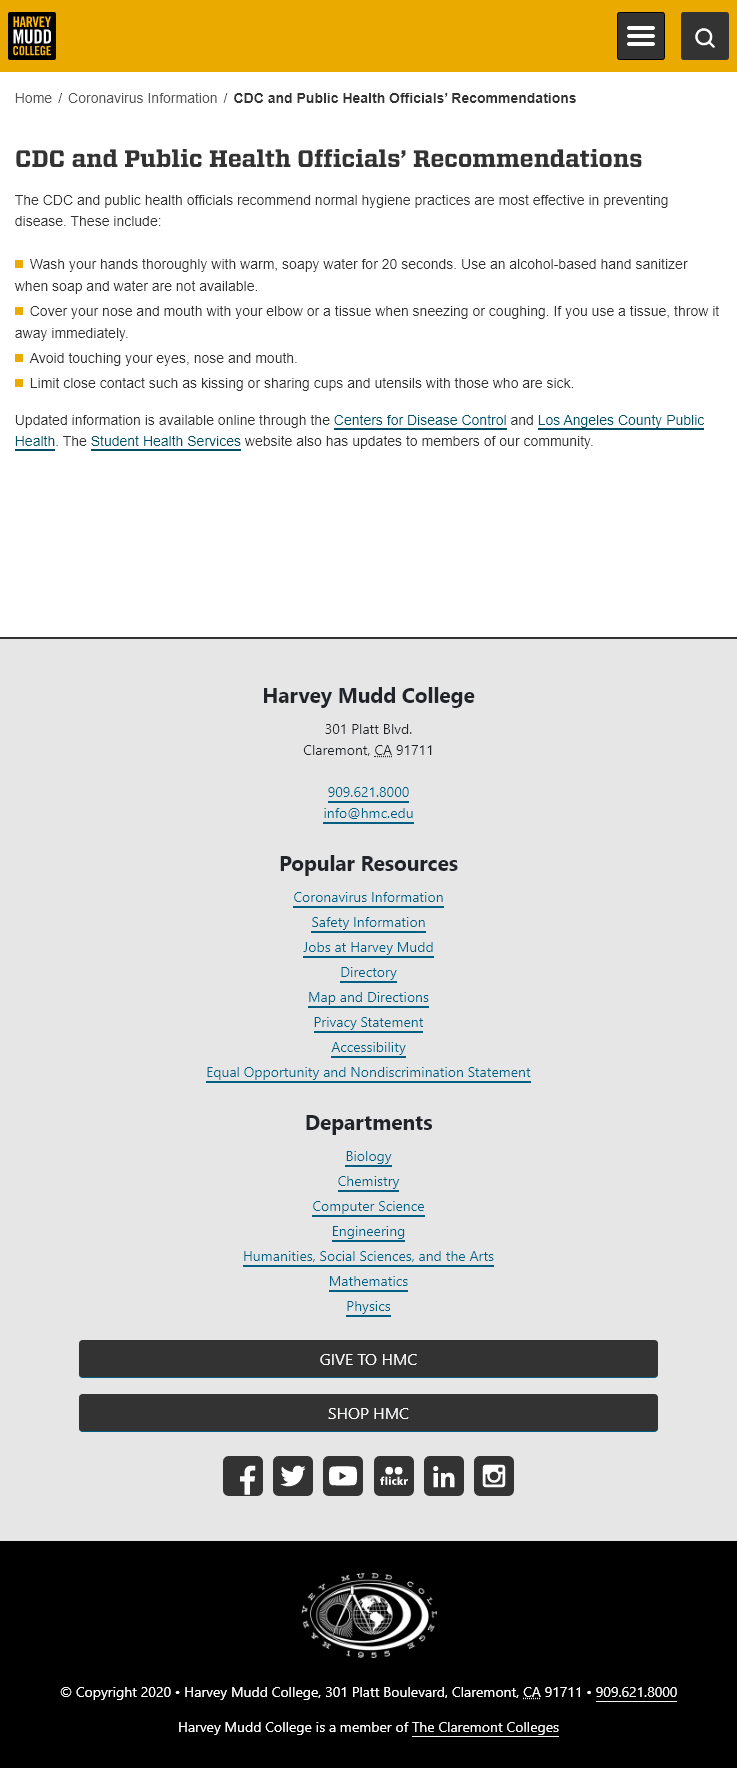 HARVEY
MUDD
COLLEGE
Home / Coronavirus Information / CDC and Public Health Officials’ Recommendations
CDC and Public Health Officials’ Recommendations
The CDC and public health officials recommend normal hygiene practices are most effective in preventing
disease. These include:
Wash your hands thoroughly with warm, soapy water for 20 seconds. Use an alcohol-based hand sanitizer
when soap and water are not available.
Cover your nose and mouth with your elbow or a tissue when sneezing or coughing. If you use a tissue, throw it
away immediately.
Avoid touching your eyes, nose and mouth.
Limit close contact such as kissing or sharing cups and utensils with those who are sick.
Updated information is available online through the Centers for Disease Control and Los Angeles County Public
Health. The Student Health Services website also has updates to members of our community.
Harvey Mudd College
301 Platt Blvd.
Claremont, CA 91711
909.621.8000
info@hmc.edu
Popular Resources
Coronavirus Information
Safety Information
Jobs at Harvey Mudd
Directory
Map and Directions
Privacy Statement
Accessibility
Equal Opportunity and Nondiscrimination Statement
Departments
Biology
Chemistry
Computer Science
Engineering
Humanities, Social Sciences, and the Arts
Mathematics
Physics
GIVE TO HMC
SHOP HMC
flickr
HARVEY MUDD COLLEGE
1955
© Copyright 2020 • Harvey Mudd College, 301 Platt Boulevard, Claremont, CA 91711 • 909.621.8000
Harvey Mudd College is a member of The Claremont Colleges